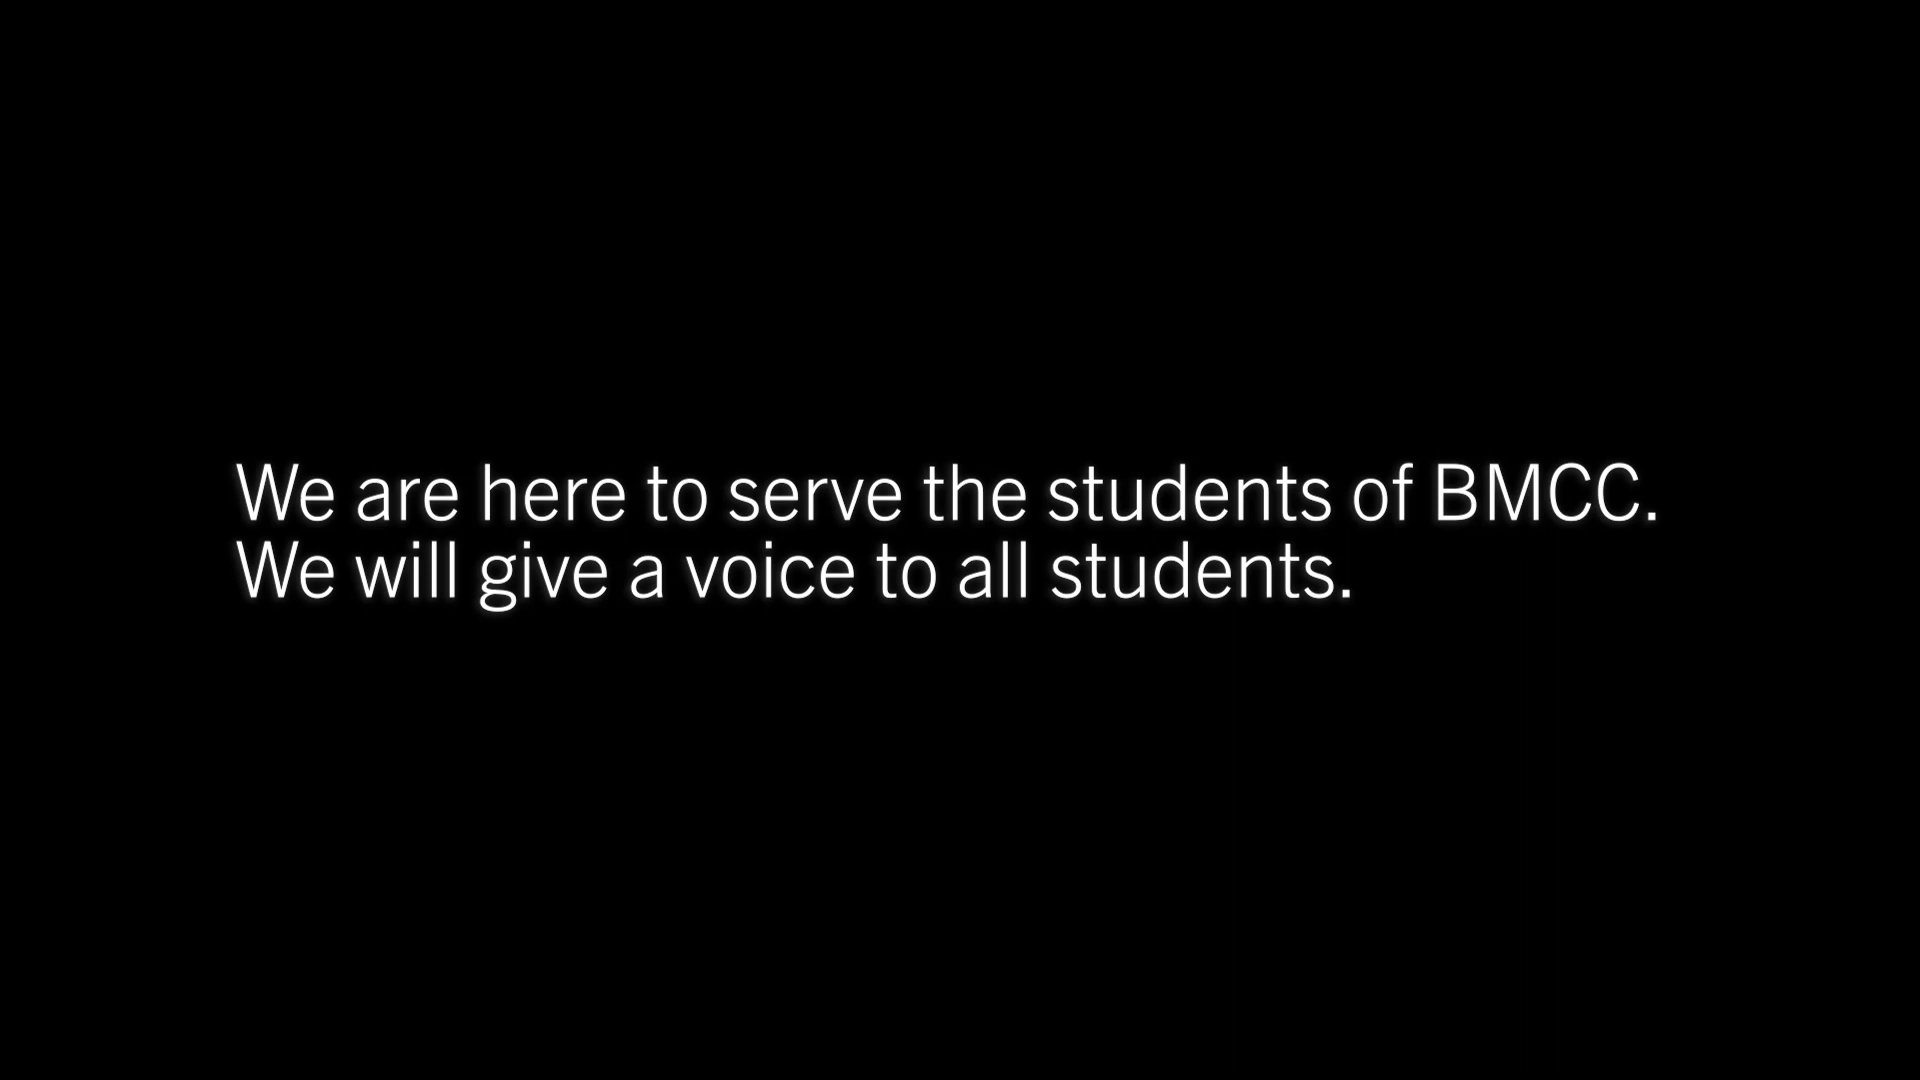 We are here to serve the students of BMCC.
We will give a voice to all students.